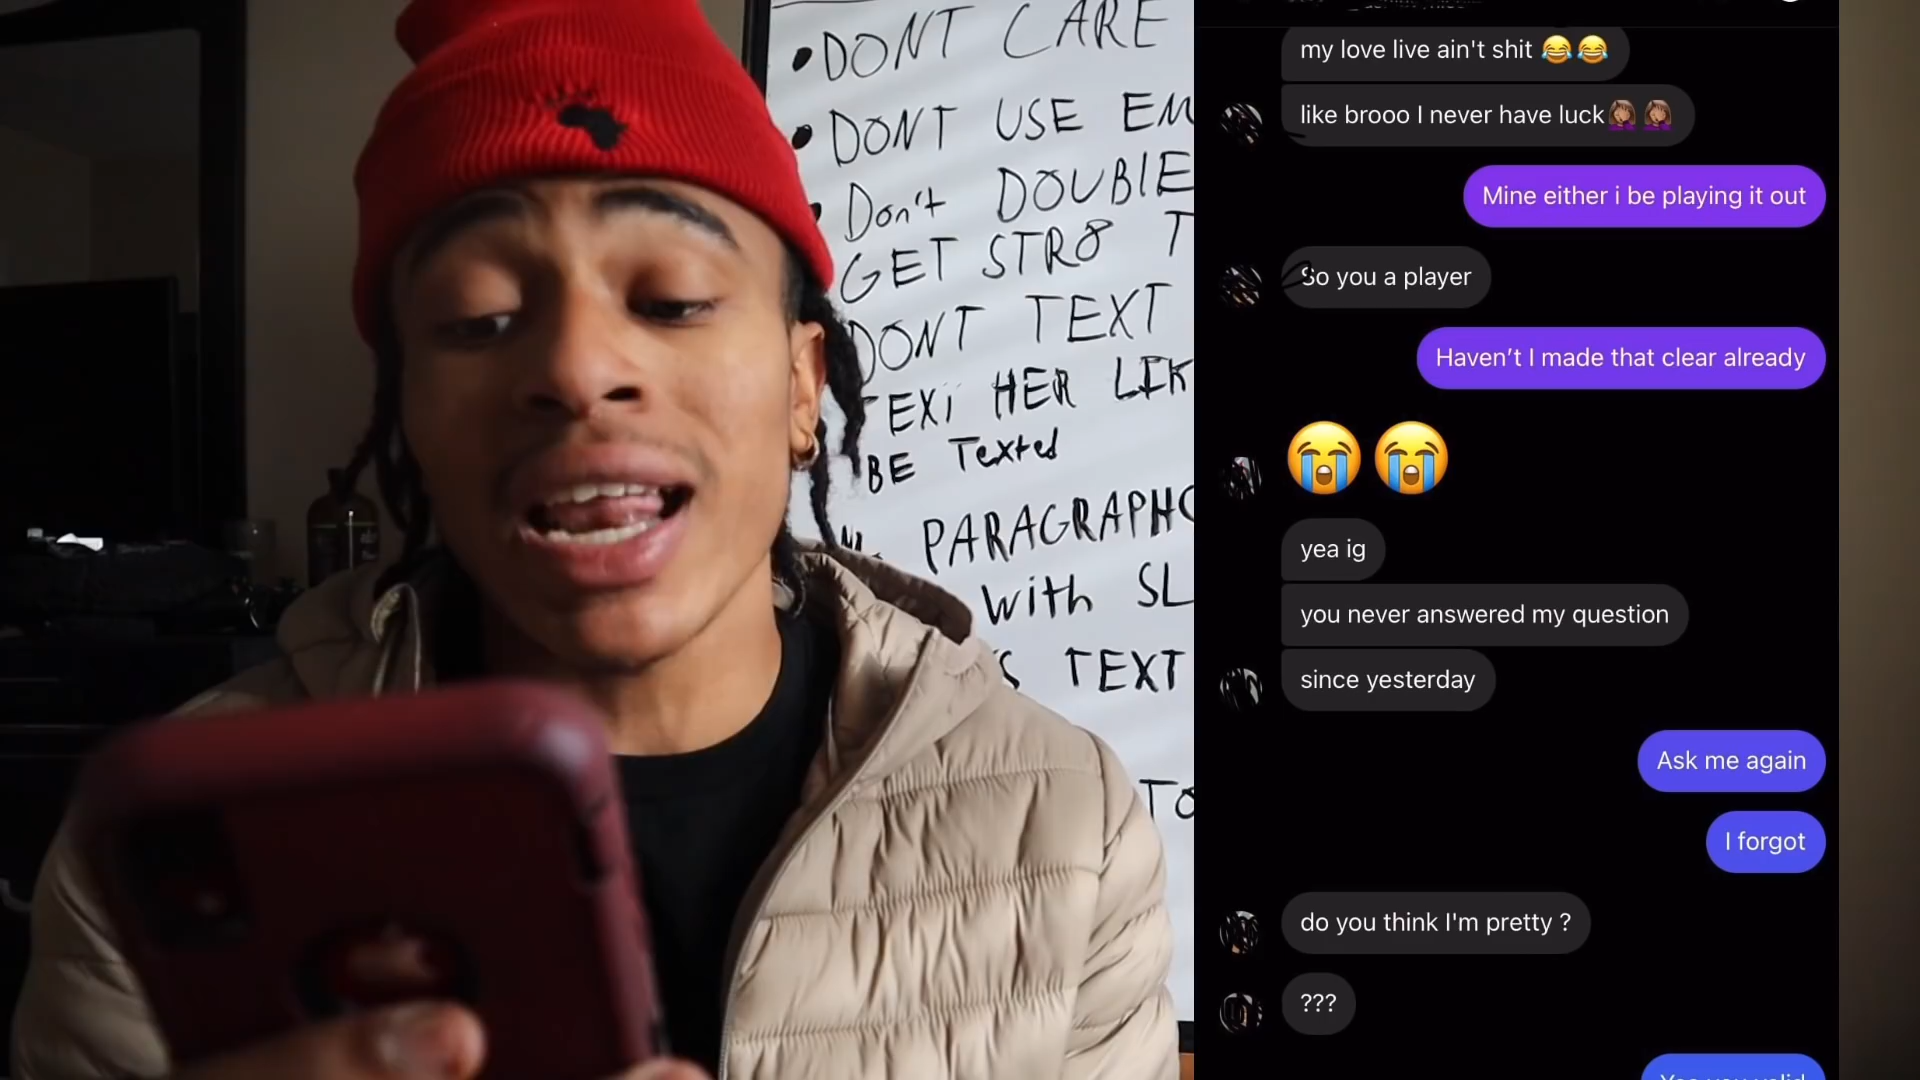 •DONT CARE
•DONT USE
Don't DOUBLE
GET STR8
DONT TEXT
HER
BE Texted
PARAGRAPH
with
TEXT
my love live ain't shit 😂😂
like brooo I never have luck🤦🏽‍♀️🤦🏽‍♀️
Mine either i be playing it out
So you a player
Haven’t I made that clear already
😭😭
yea ig
you never answered my question
since yesterday
Ask me again
I forgot
do you think I'm pretty ?
???